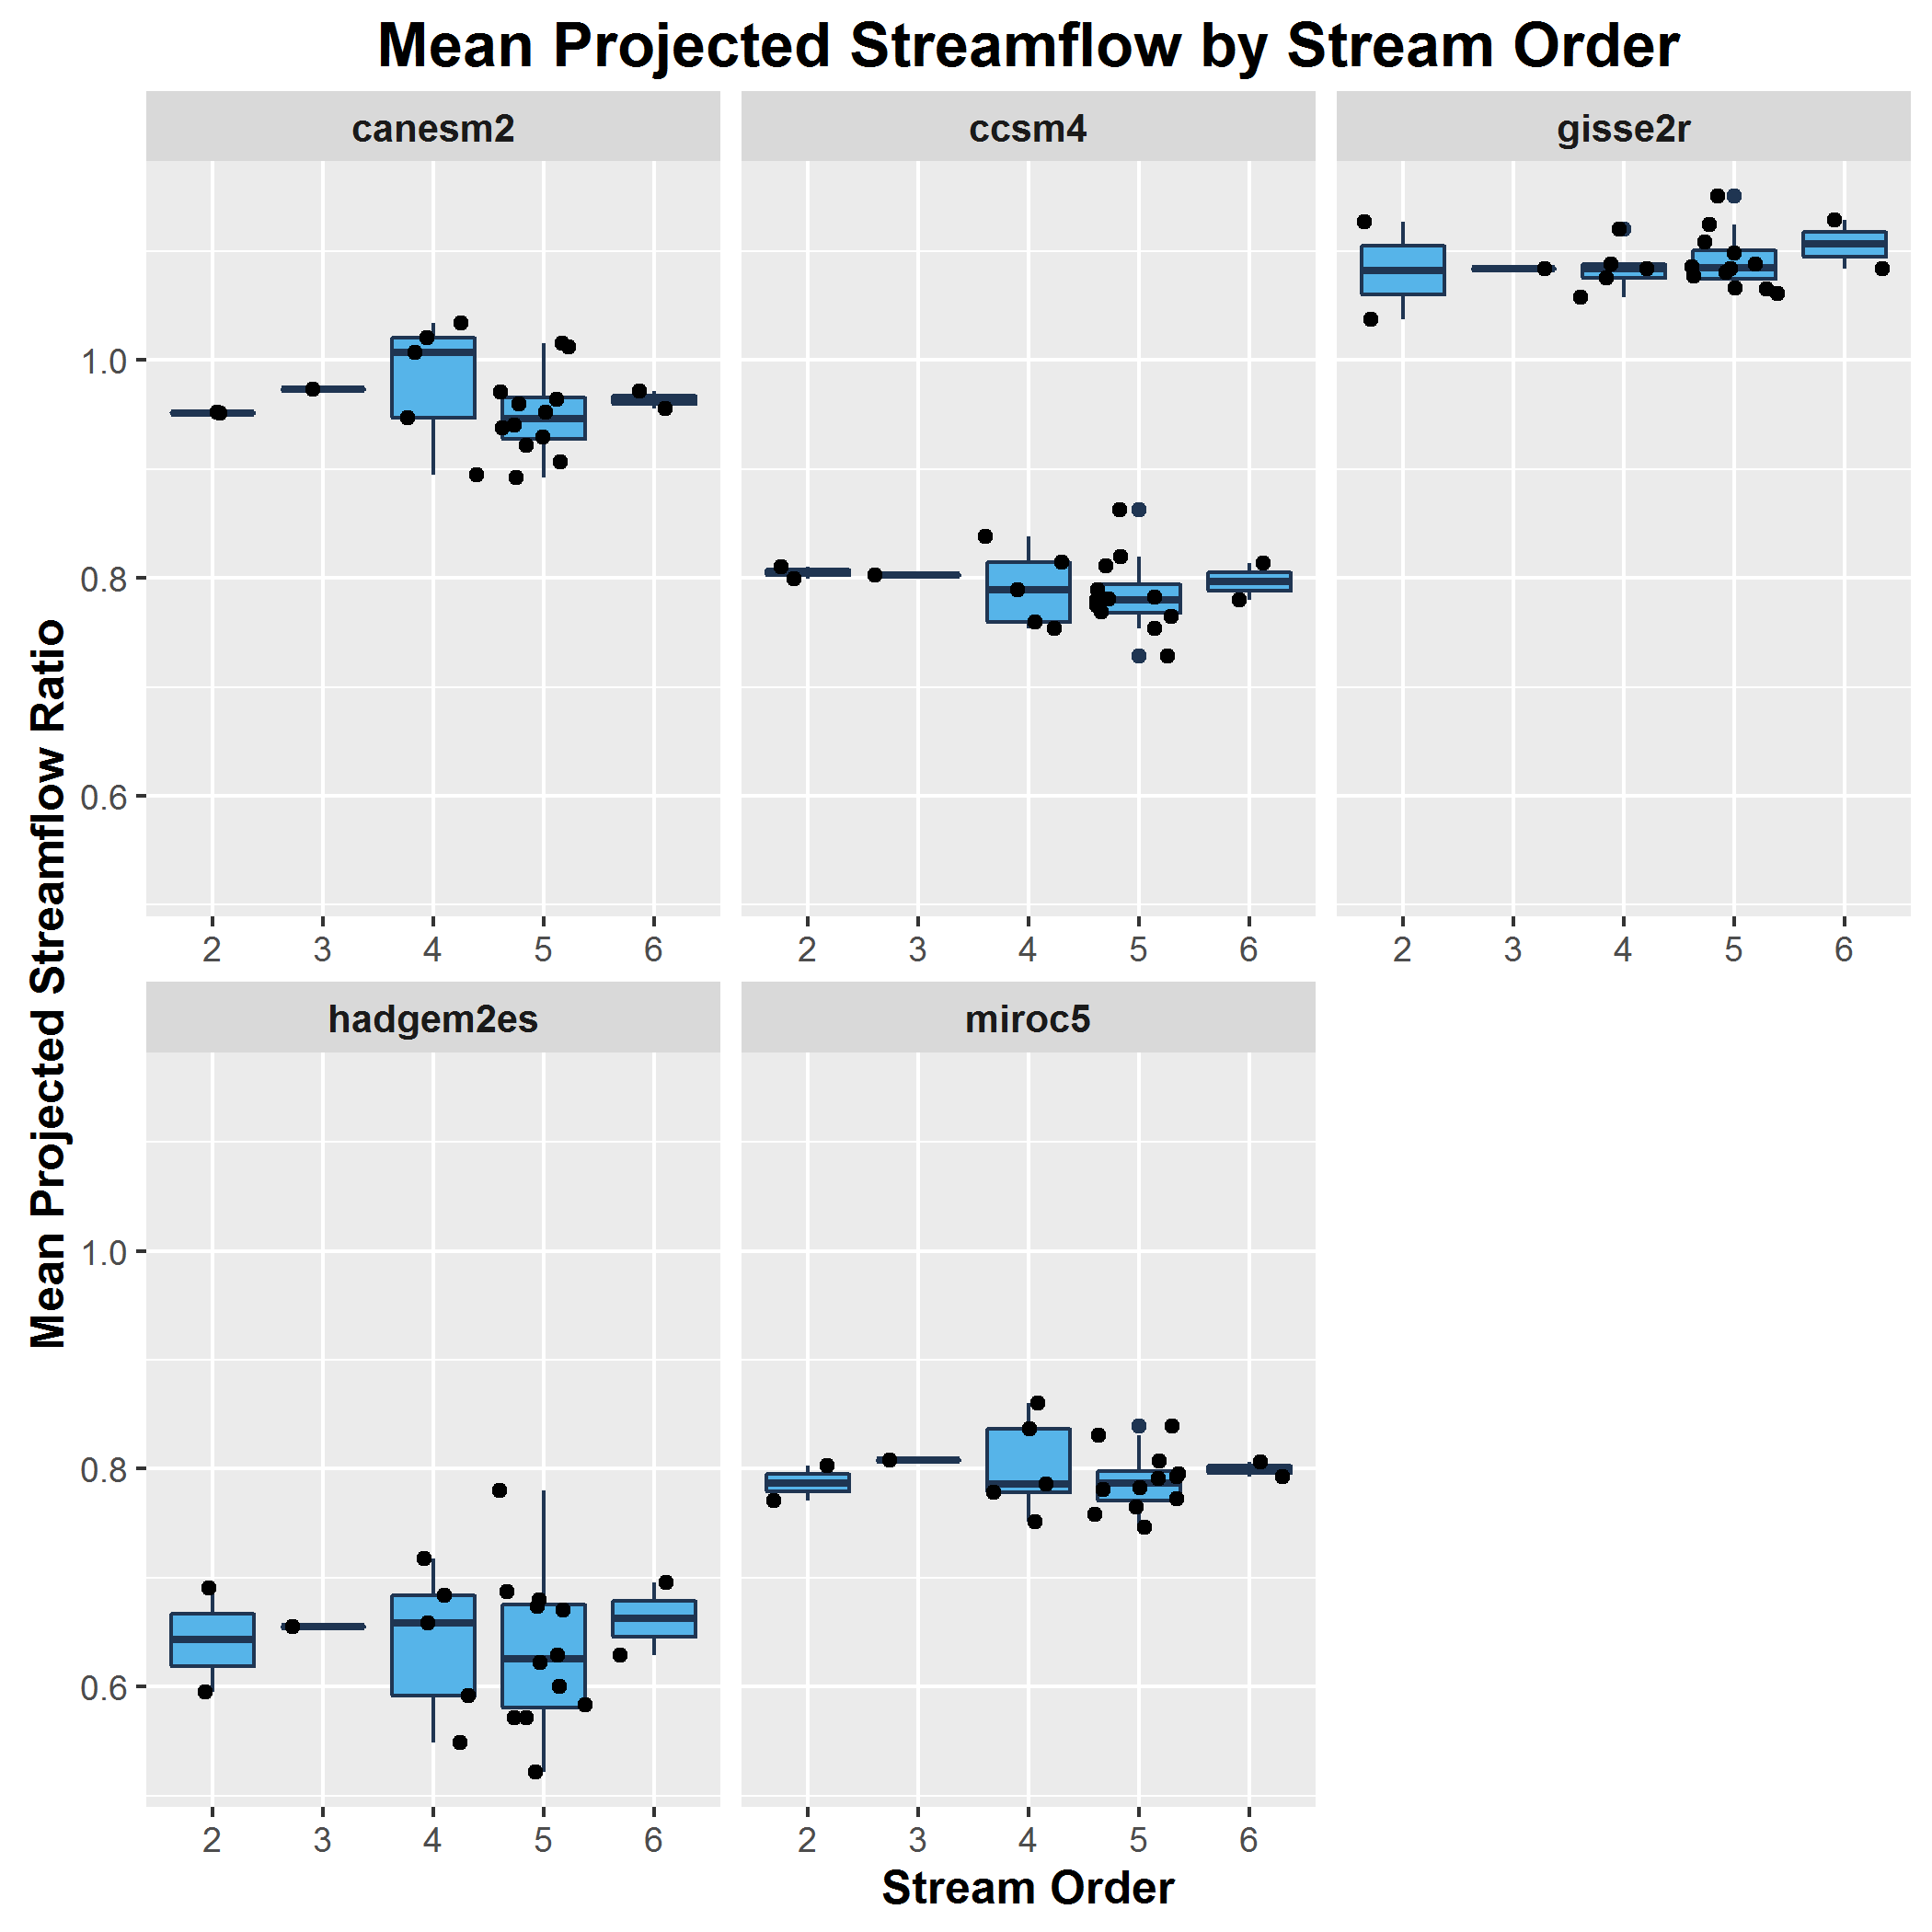 Mean Projected Streamflow by Stream Order
canesm2
ccsm4
gisse2r
1.0
0.8
0.6
2 3 4 5 6
2 3 4 5 6
2 3 4 5 6
Mean Projected Streamflow Ratio
hadgem2es
miroc5
1.0
0.8
0.6
2 3 4 5 6
2 3 4 5 6
Stream Order